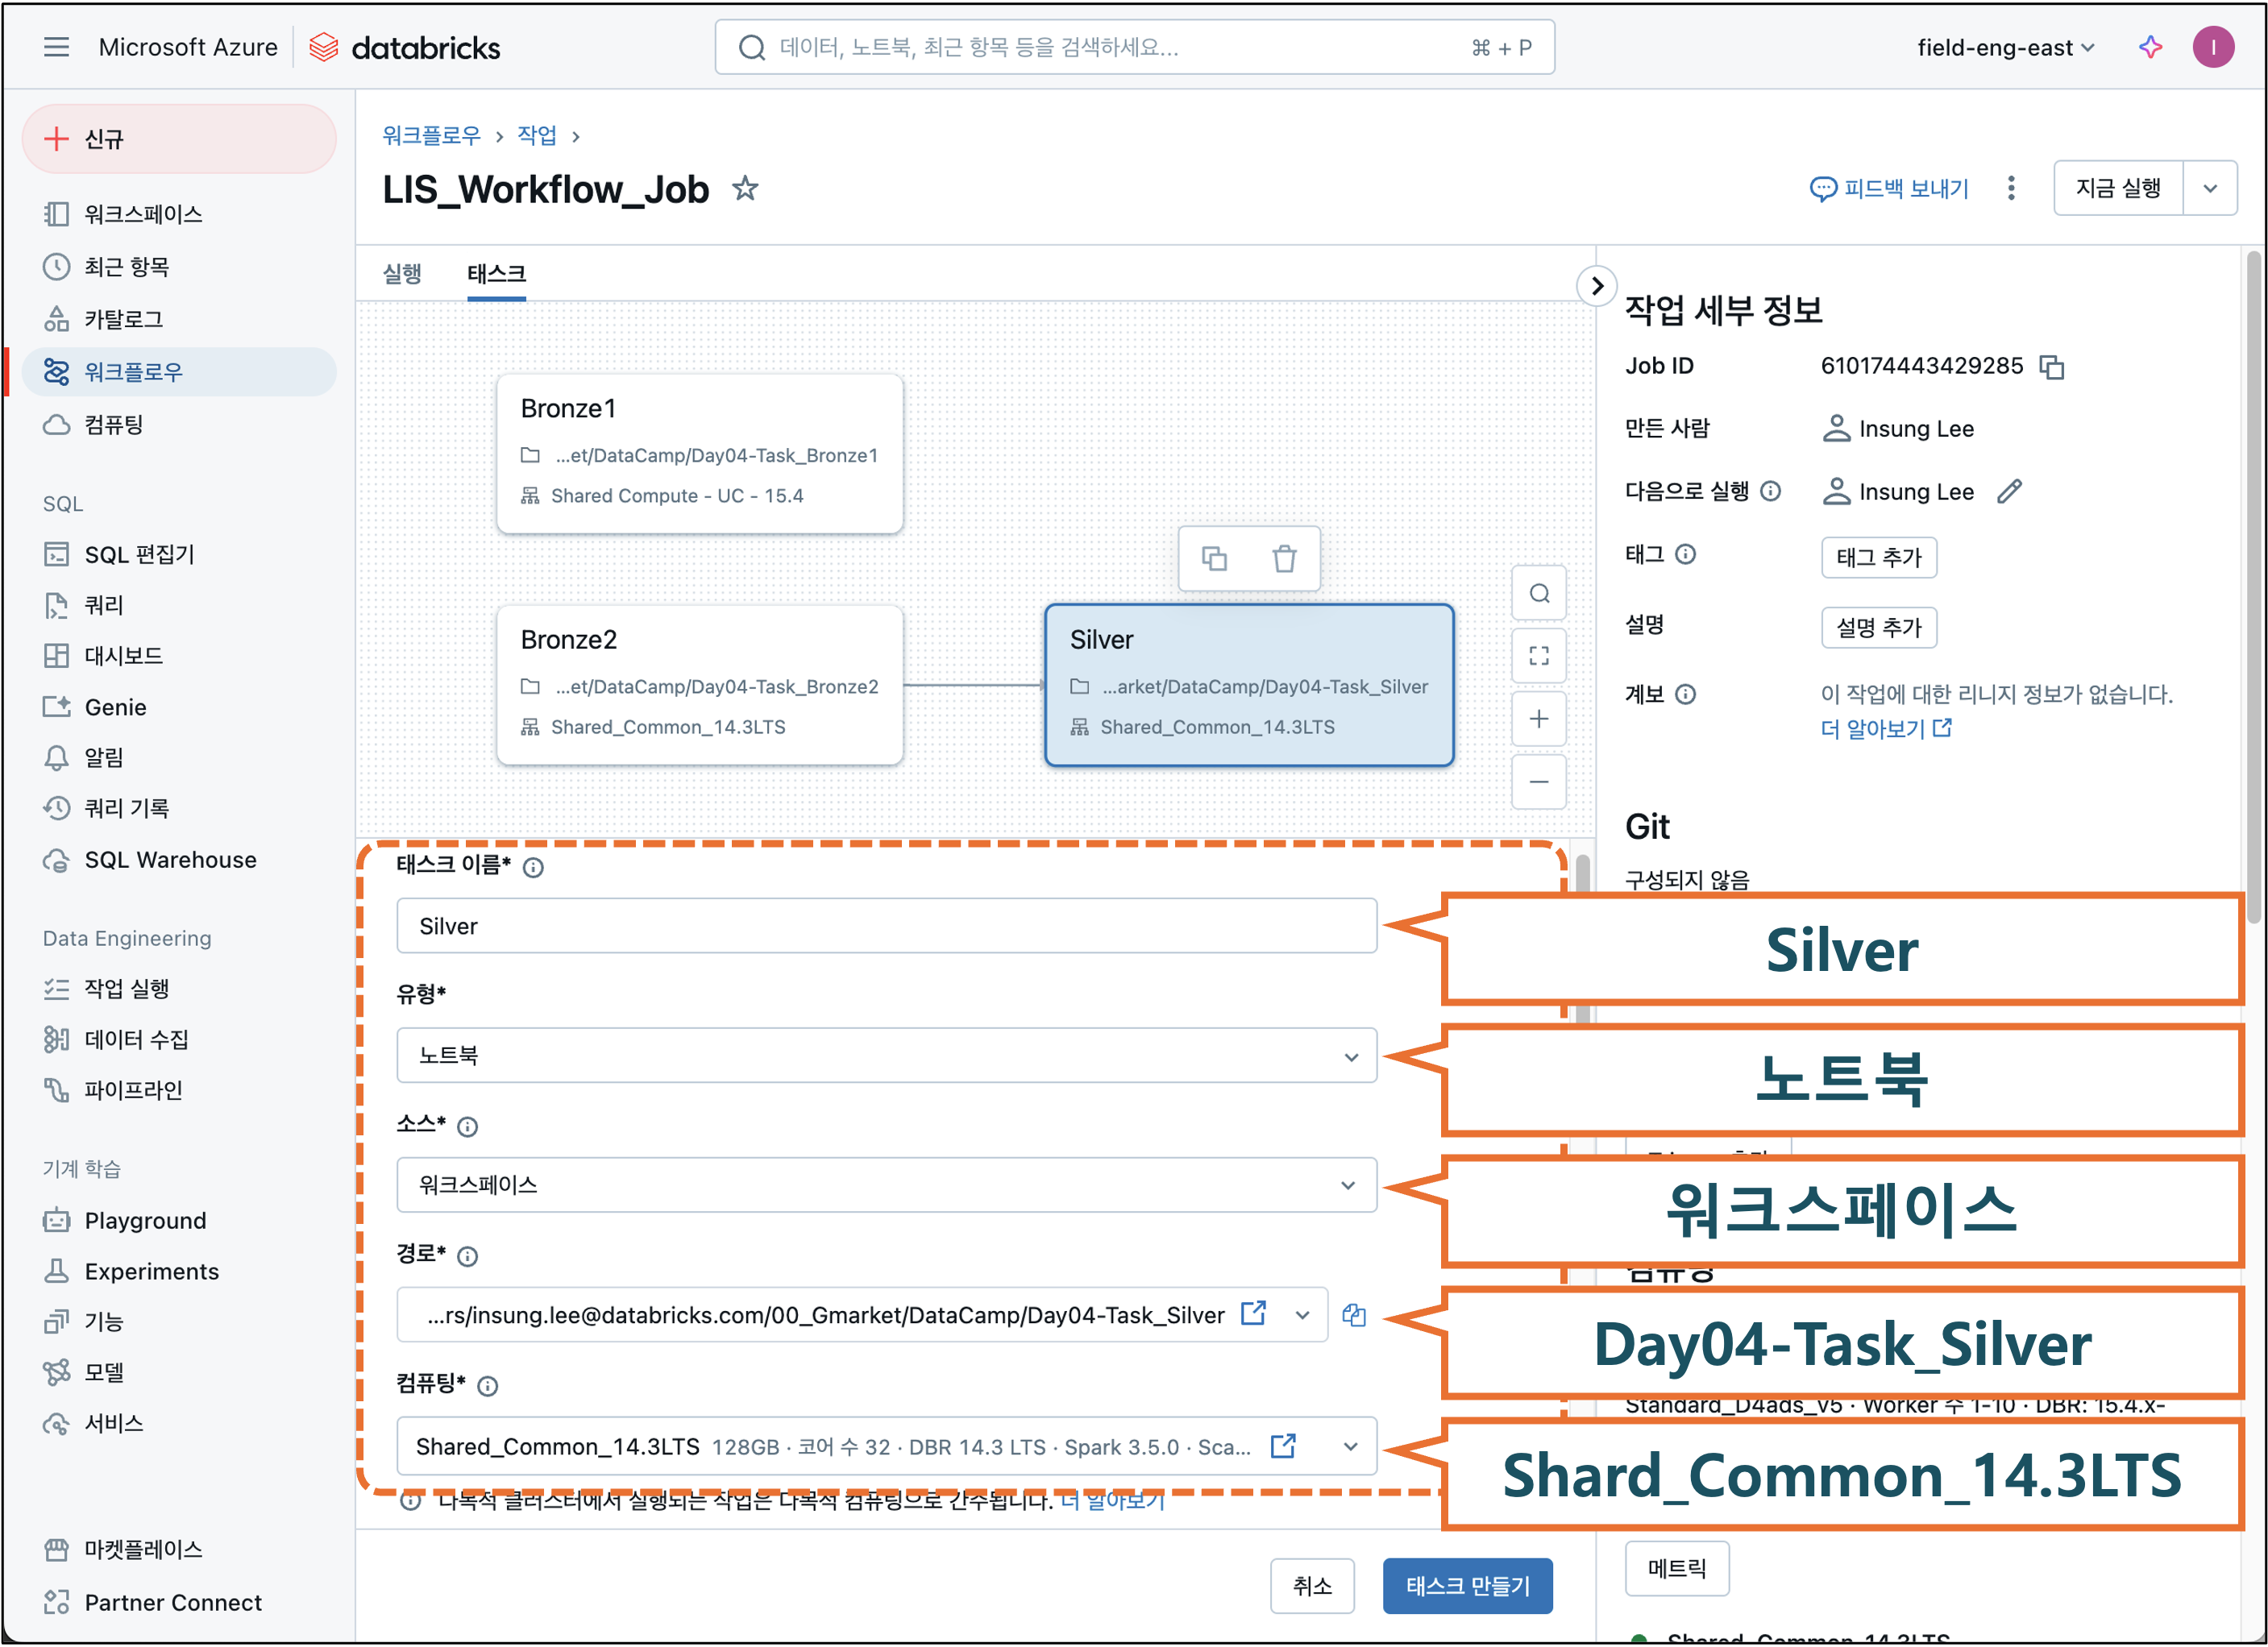 Microsoft Azure
databricks
데이터, 노트북, 최근 항목 등을 검색하세요...
⌘ + P
field-eng-east
I
신규
워크스페이스
최근 항목
카탈로그
워크플로우
컴퓨팅
SQL
SQL 편집기
쿼리
대시보드
Genie
알림
쿼리 기록
SQL Warehouse
Data Engineering
작업 실행
데이터 수집
파이프라인
기계 학습
Playground
Experiments
기능
모델
서비스
마켓플레이스
Partner Connect
워크플로우 › 작업 ›
LIS_Workflow_Job
피드백 보내기
지금 실행
실행
태스크
Bronze1
...et/DataCamp/Day04-Task_Bronze1
Shared Compute - UC - 15.4
Bronze2
...et/DataCamp/Day04-Task_Bronze2
Shared_Common_14.3LTS
Silver
...arket/DataCamp/Day04-Task_Silver
Shared_Common_14.3LTS
태스크 이름*
Silver
유형*
노트북
소스*
워크스페이스
경로*
...rs/insung.lee@databricks.com/00_Gmarket/DataCamp/Day04-Task_Silver
컴퓨팅*
Shared_Common_14.3LTS 128GB · 코어 수 32 · DBR 14.3 LTS · Spark 3.5.0 · Sca...
다목적 클러스터에서 실행되는 작업은 다목적 컴퓨팅으로 간주됩니다. 더 알아보기
취소
태스크 만들기
작업 세부 정보
Job ID 610174443429285
만든 사람 Insung Lee
다음으로 실행 Insung Lee
태그 태그 추가
설명 설명 추가
계보 이 작업에 대한 리니지 정보가 없습니다.
더 알아보기
Git
구성되지 않음
Silver
노트북
워크스페이스
컴퓨팅
Day04-Task_Silver
Standard_D4ads_v5 · Worker 수 1-10 · DBR: 15.4.x-
Shard_Common_14.3LTS
메트릭
Shared_Common_14.3LTS